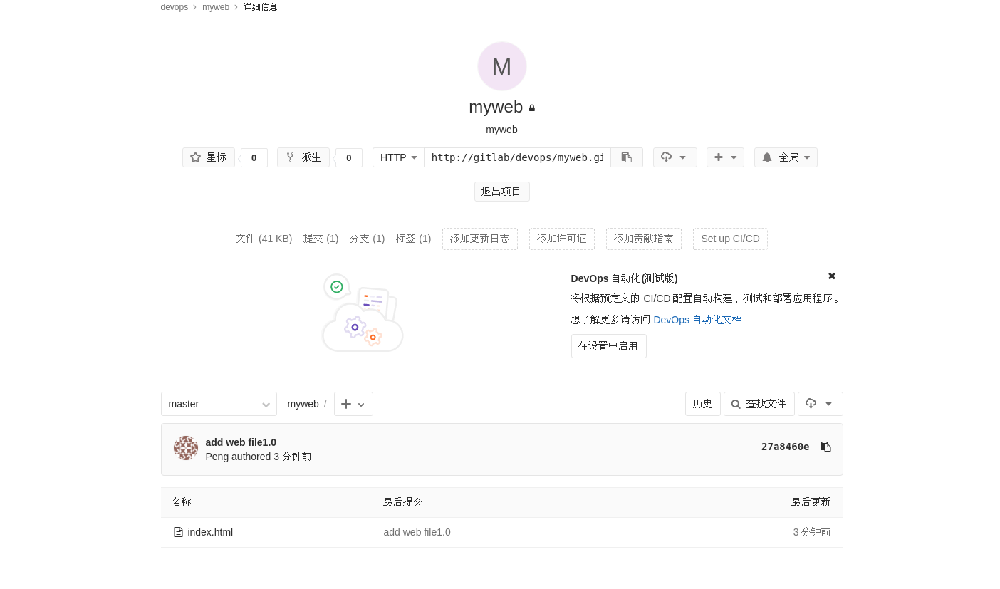 devops > myweb > 详细信息
M
myweb
myweb
星标 0 派生 0 HTTP http://gitlab/devops/myweb.gi 全局
退出项目
文件 (41 KB) 提交 (1) 分支 (1) 标签 (1) 添加更新日志 添加许可证 添加贡献指南 Set up CI/CD
DevOps 自动化(测试版)
将根据预定义的 CI/CD 配置自动构建、测试和部署应用程序。
想了解更多请访问 DevOps 自动化文档
在设置中启用
master myweb / 历史 查找文件
add web file1.0
Peng authored 3 分钟前
27a8460e
名称 最后提交 最后更新
index.html add web file1.0 3 分钟前